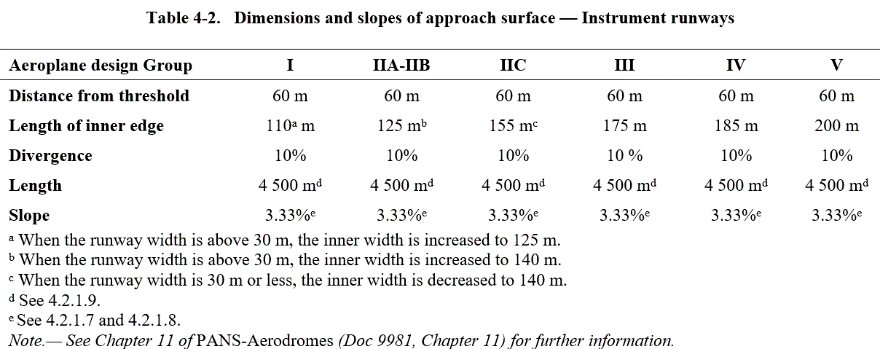 Table 4-2. Dimensions and slopes of approach surface — Instrument runways
Aeroplane design Group I IIA-IIB IIC III IV V
Distance from threshold 60 m 60 m 60 m 60 m 60 m 60 m
Length of inner edge 110ᵃ m 125 mᵇ 155 mᶜ 175 m 185 m 200 m
Divergence 10% 10% 10% 10 % 10% 10%
Length 4 500 mᵈ 4 500 mᵈ 4 500 mᵈ 4 500 mᵈ 4 500 mᵈ 4 500 mᵈ
Slope 3.33%ᵉ 3.33%ᵉ 3.33%ᵉ 3.33%ᵉ 3.33%ᵉ 3.33%ᵉ
ᵃ When the runway width is above 30 m, the inner width is increased to 125 m.
ᵇ When the runway width is above 30 m, the inner width is increased to 140 m.
ᶜ When the runway width is 30 m or less, the inner width is decreased to 140 m.
ᵈ See 4.2.1.9.
ᵉ See 4.2.1.7 and 4.2.1.8.
Note.— See Chapter 11 of PANS-Aerodromes (Doc 9981, Chapter 11) for further information.